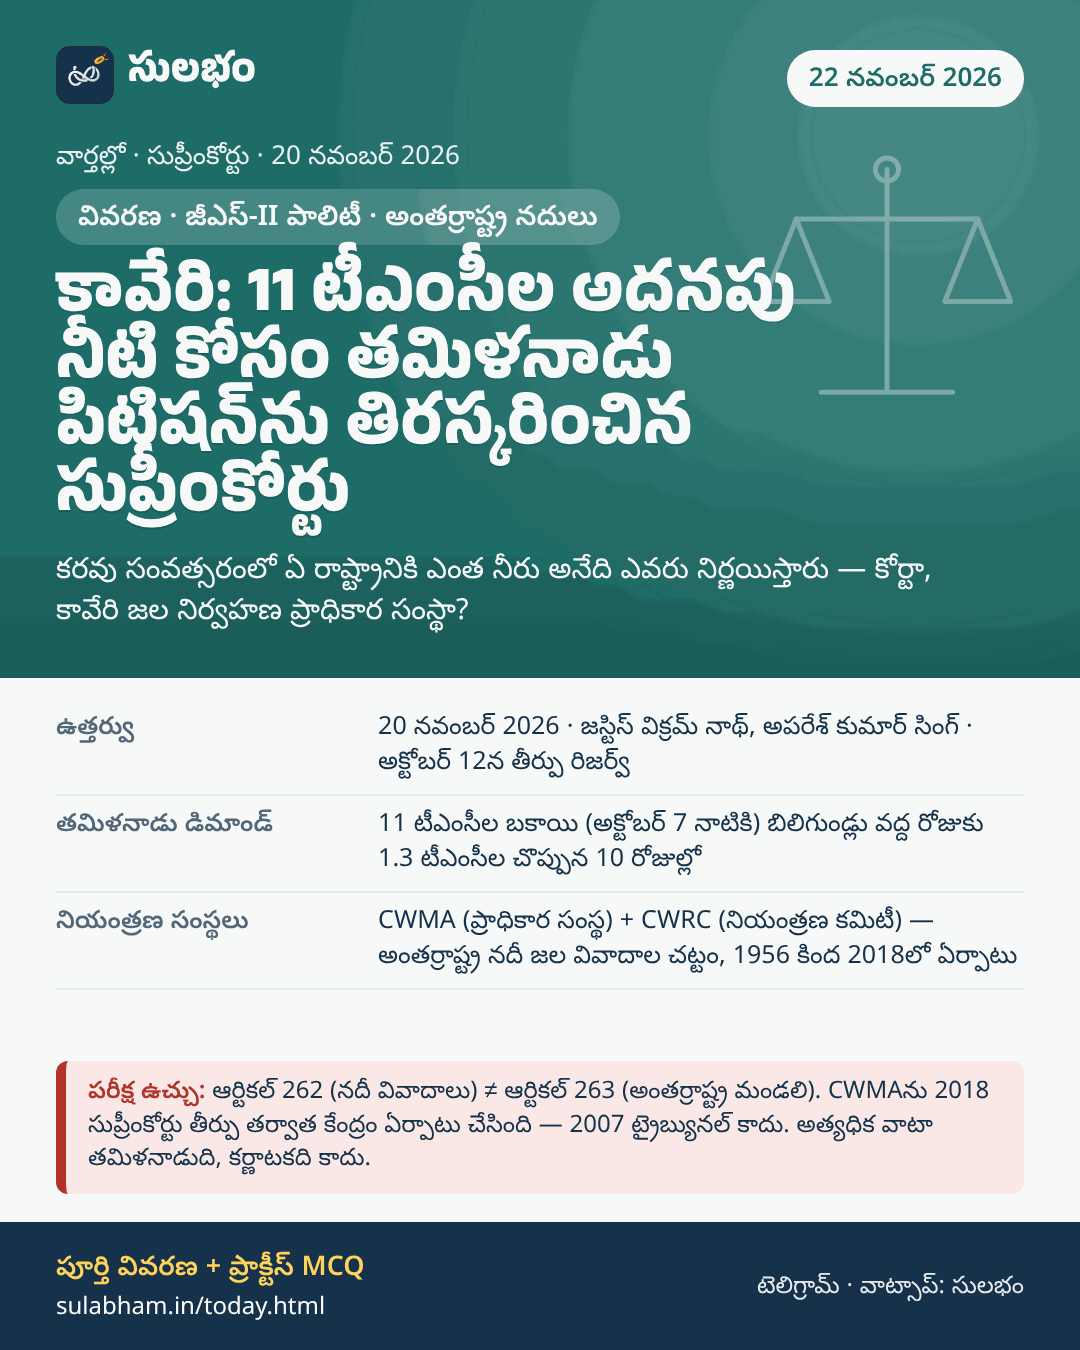 సులభం
22 నవంబర్ 2026
వార్తల్లో · సుప్రీంకోర్టు · 20 నవంబర్ 2026
వివరణ · జీఎస్-II పాలిటీ · అంతర్రాష్ట్ర నదులు
కావేరి: 11 టీఎంసీల అదనపు
నీటి కోసం తమిళనాడు
పిటిషన్‌ను తిరస్కరించిన
సుప్రీంకోర్టు
కరవు సంవత్సరంలో ఏ రాష్ట్రానికి ఎంత నీరు అనేది ఎవరు నిర్ణయిస్తారు — కోర్టా,
కావేరి జల నిర్వహణ ప్రాధికార సంస్థా?
ఉత్తర్వు
20 నవంబర్ 2026 · జస్టిస్ విక్రమ్ నాథ్, అపరేశ్ కుమార్ సింగ్ ·
అక్టోబర్ 12న తీర్పు రిజర్వ్
తమిళనాడు డిమాండ్
11 టీఎంసీల బకాయి (అక్టోబర్ 7 నాటికి) బిలిగుండ్లు వద్ద రోజుకు
1.3 టీఎంసీల చొప్పున 10 రోజుల్లో
నియంత్రణ సంస్థలు
CWMA (ప్రాధికార సంస్థ) + CWRC (నియంత్రణ కమిటీ) —
అంతర్రాష్ట్ర నదీ జల వివాదాల చట్టం, 1956 కింద 2018లో ఏర్పాటు
పరీక్ష ఉచ్చు: ఆర్టికల్ 262 (నదీ వివాదాలు) ≠ ఆర్టికల్ 263 (అంతర్రాష్ట్ర మండలి). CWMAను 2018
సుప్రీంకోర్టు తీర్పు తర్వాత కేంద్రం ఏర్పాటు చేసింది — 2007 ట్రైబ్యునల్ కాదు. అత్యధిక వాటా
తమిళనాడుది, కర్ణాటకది కాదు.
పూర్తి వివరణ + ప్రాక్టీస్ MCQ
sulabham.in/today.html
టెలిగ్రామ్ · వాట్సాప్: సులభం